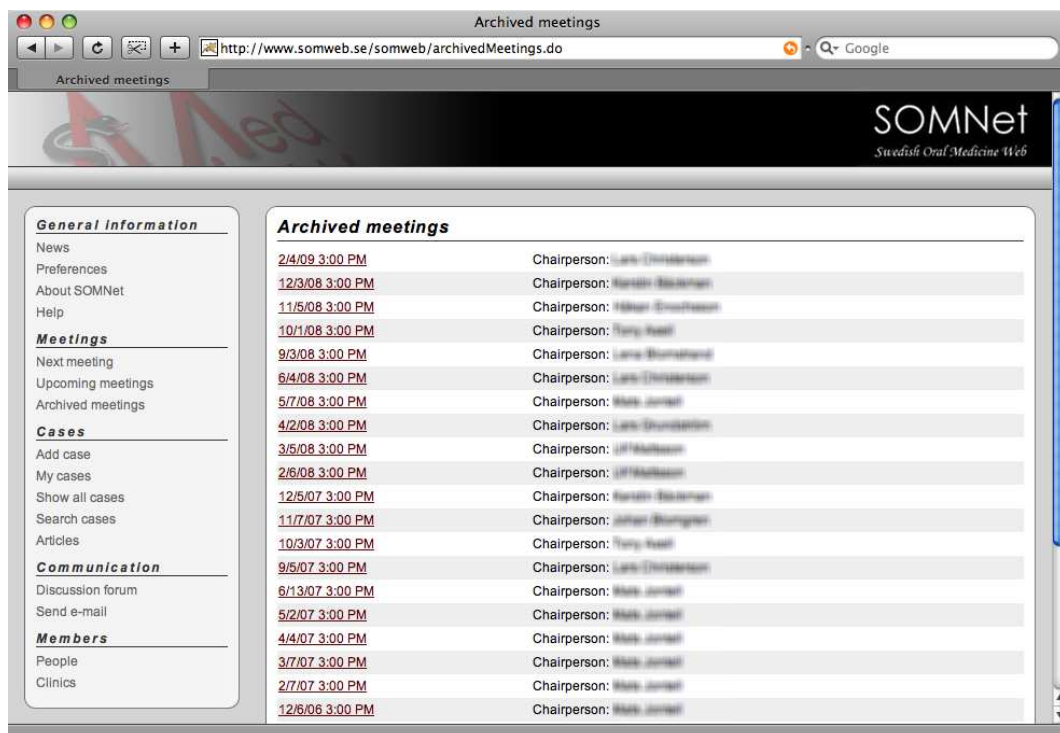 Archived meetings
http://www.somweb.se/somweb/archivedMeetings.do
Google
Archived meetings
Med
SOMNet
Swedish Oral Medicine Web
General information
News
Preferences
About SOMNet
Help
Meetings
Next meeting
Upcoming meetings
Archived meetings
Cases
Add case
My cases
Show all cases
Search cases
Articles
Communication
Discussion forum
Send e-mail
Members
People
Clinics
Archived meetings
2/4/09 3:00 PM Chairperson:
12/3/08 3:00 PM Chairperson:
11/5/08 3:00 PM Chairperson:
10/1/08 3:00 PM Chairperson:
9/3/08 3:00 PM Chairperson:
6/4/08 3:00 PM Chairperson:
5/7/08 3:00 PM Chairperson:
4/2/08 3:00 PM Chairperson:
3/5/08 3:00 PM Chairperson:
2/6/08 3:00 PM Chairperson:
12/5/07 3:00 PM Chairperson:
11/7/07 3:00 PM Chairperson:
10/3/07 3:00 PM Chairperson:
9/5/07 3:00 PM Chairperson:
6/13/07 3:00 PM Chairperson:
5/2/07 3:00 PM Chairperson:
4/4/07 3:00 PM Chairperson:
3/7/07 3:00 PM Chairperson:
2/7/07 3:00 PM Chairperson:
12/6/06 3:00 PM Chairperson: